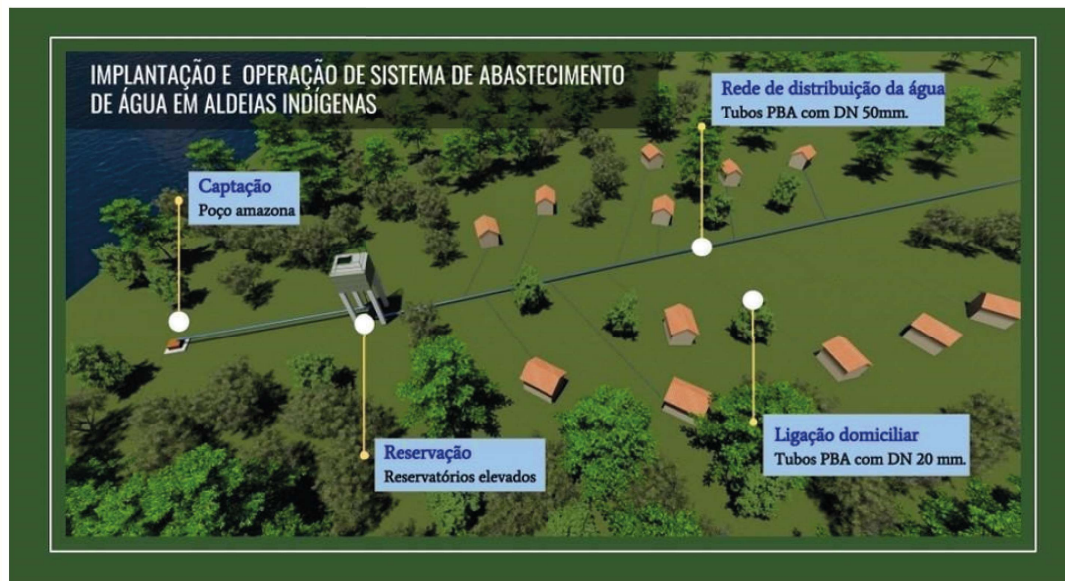 IMPLANTAÇÃO E OPERAÇÃO DE SISTEMA DE ABASTECIMENTO
DE ÁGUA EM ALDEIAS INDÍGENAS
Rede de distribuição da água
Tubos PBA com DN 50mm.
Captação
Poço amazona
Reservação
Reservatórios elevados
Ligação domiciliar
Tubos PBA com DN 20 mm.